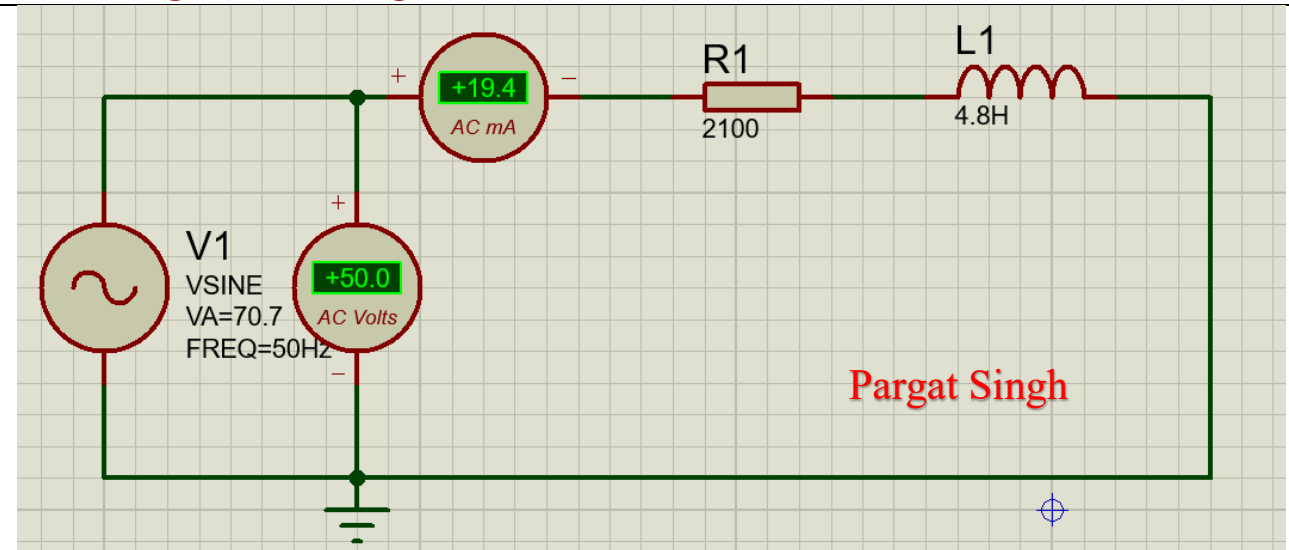 +19.4
AC mA
R1
2100
L1
4.8H
V1
VSINE
VA=70.7
FREQ=50Hz
+50.0
AC Volts
Pargat Singh